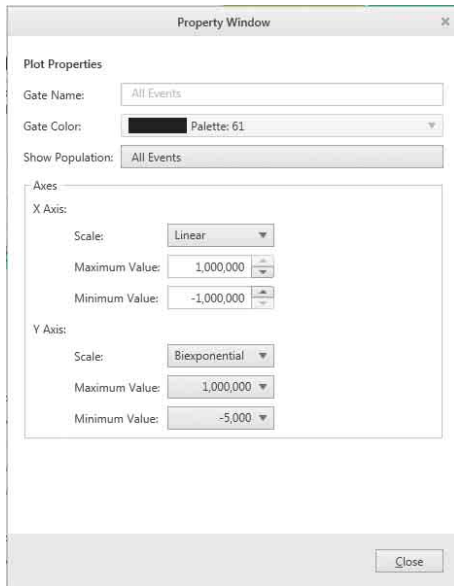 Property Window
Plot Properties
Gate Name: All Events
Gate Color: Palette: 61
Show Population: All Events
Axes
X Axis:
Scale: Linear
Maximum Value: 1,000,000
Minimum Value: -1,000,000
Y Axis:
Scale: Biexponential
Maximum Value: 1,000,000
Minimum Value: -5,000
Close